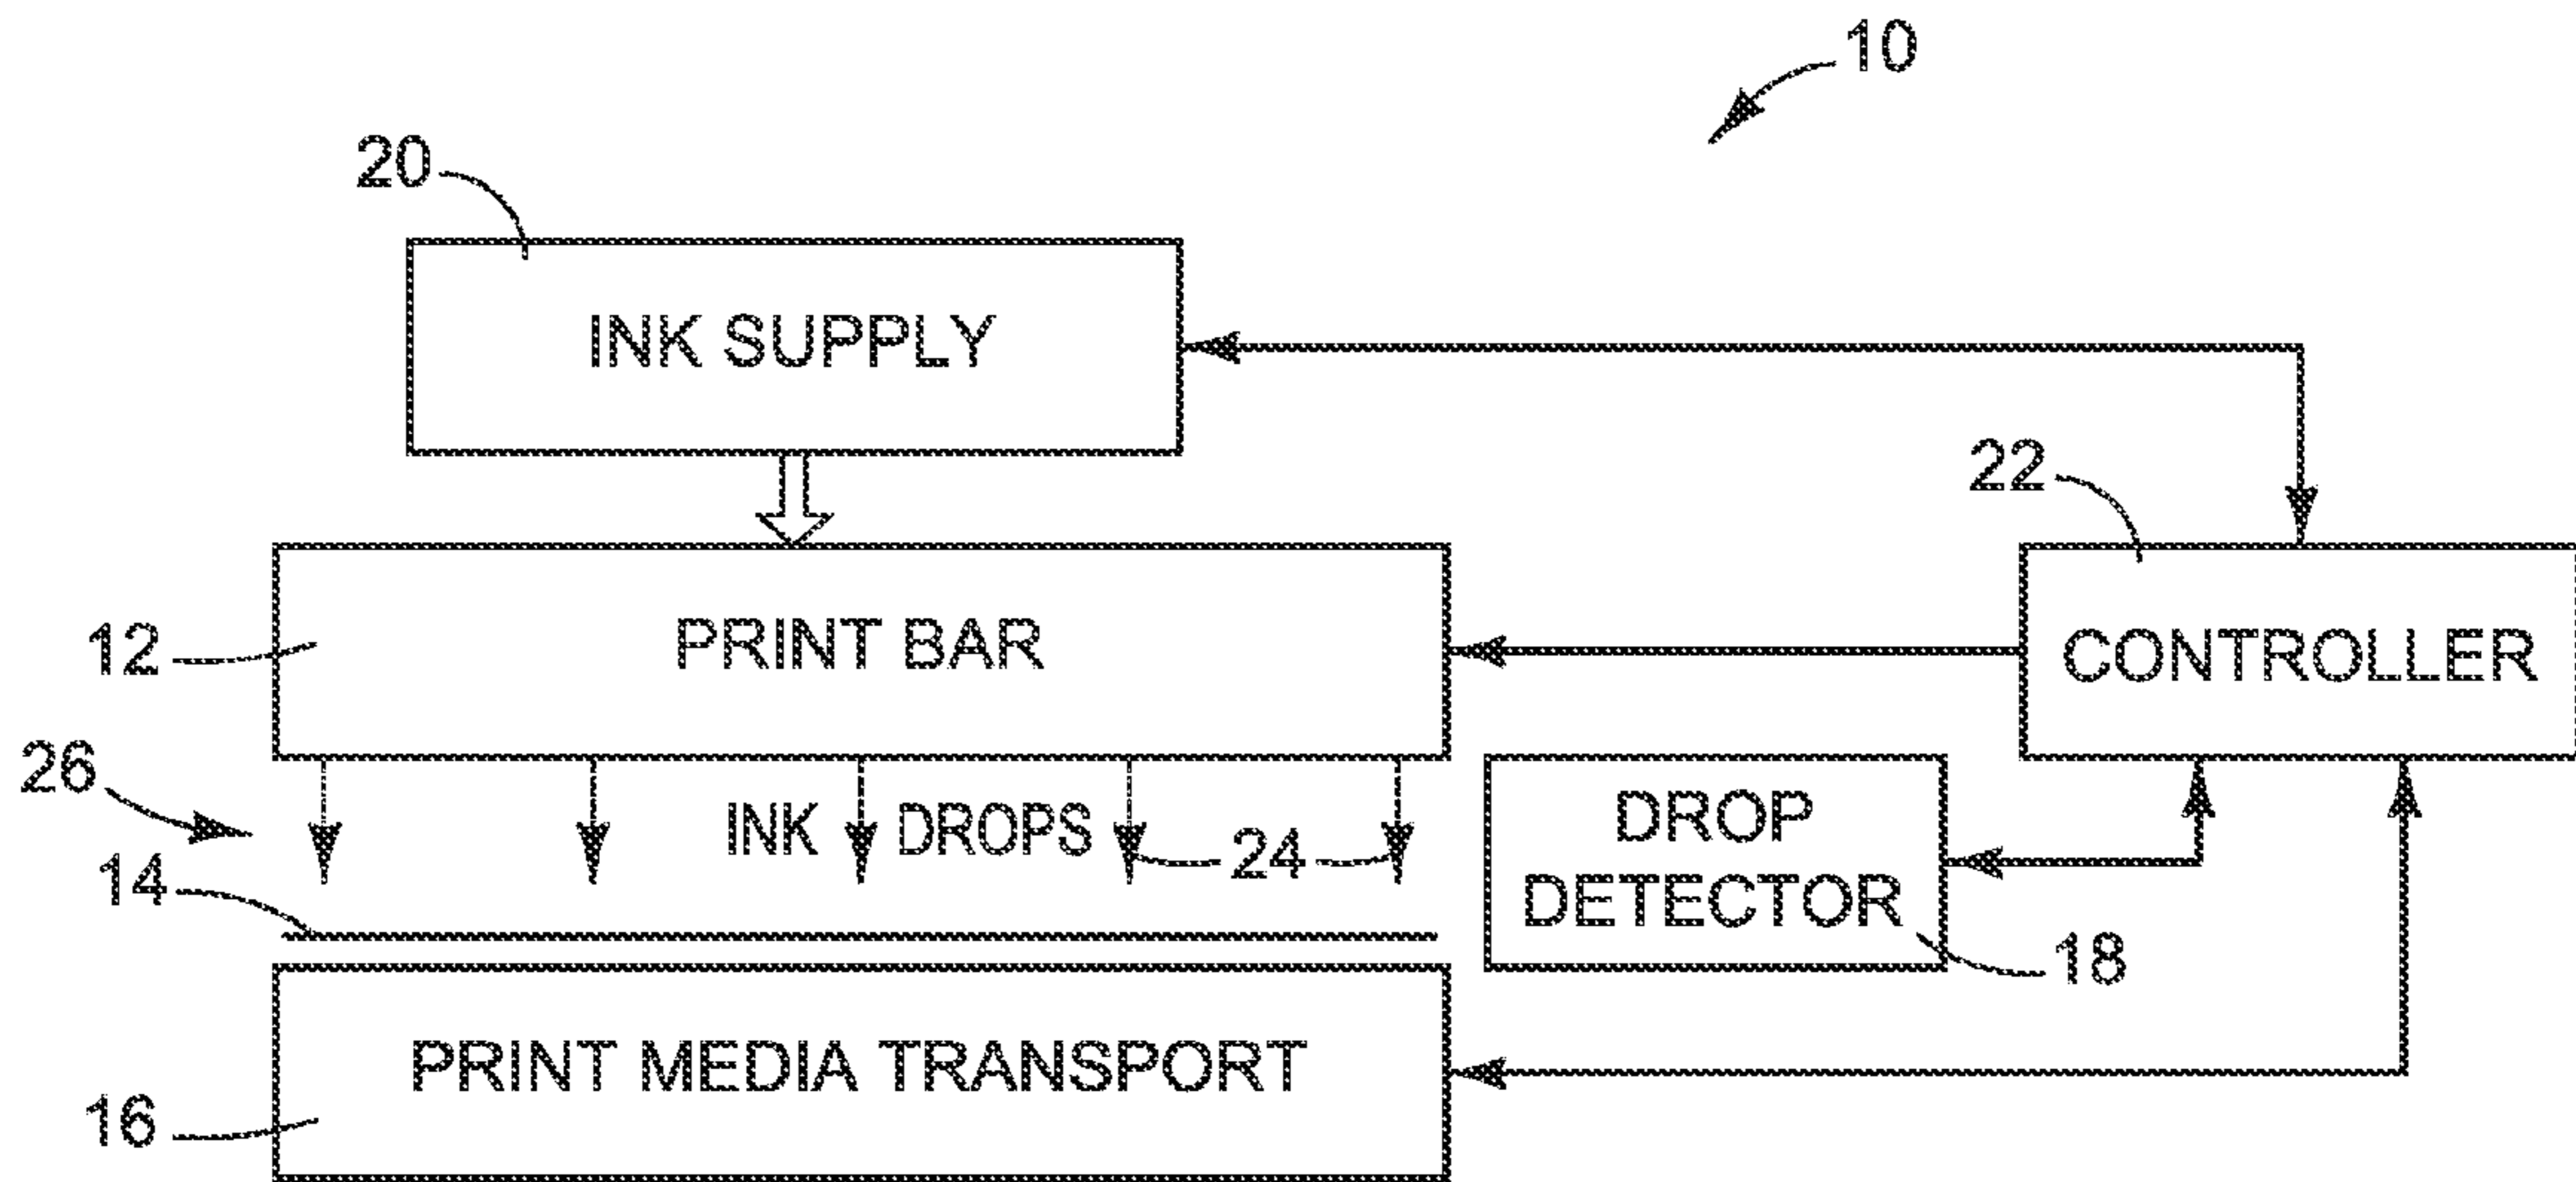 10
20
INK SUPPLY
22
12
PRINT BAR
CONTROLLER
26
INK DROPS
24
DROP
DETECTOR
14
18
PRINT MEDIA TRANSPORT
16